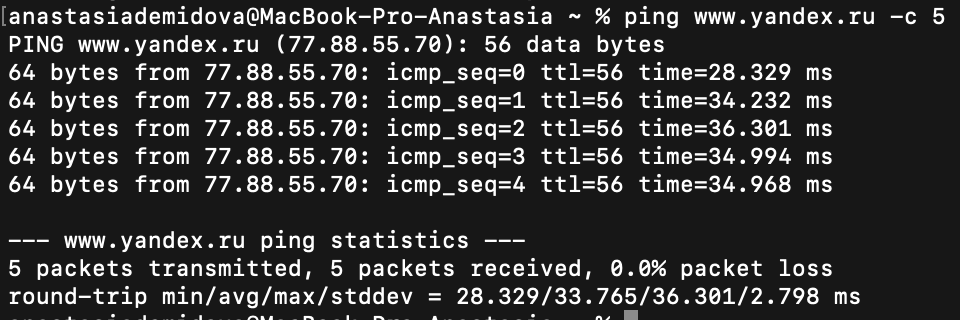 [anastasiademidova@MacBook-Pro-Anastasia ~ % ping www.yandex.ru -c 5
PING www.yandex.ru (77.88.55.70): 56 data bytes
64 bytes from 77.88.55.70: icmp_seq=0 ttl=56 time=28.329 ms
64 bytes from 77.88.55.70: icmp_seq=1 ttl=56 time=34.232 ms
64 bytes from 77.88.55.70: icmp_seq=2 ttl=56 time=36.301 ms
64 bytes from 77.88.55.70: icmp_seq=3 ttl=56 time=34.994 ms
64 bytes from 77.88.55.70: icmp_seq=4 ttl=56 time=34.968 ms
--- www.yandex.ru ping statistics ---
5 packets transmitted, 5 packets received, 0.0% packet loss
round-trip min/avg/max/stddev = 28.329/33.765/36.301/2.798 ms
anastasiademidova@MacBook-Pro-Anastasia ~ %